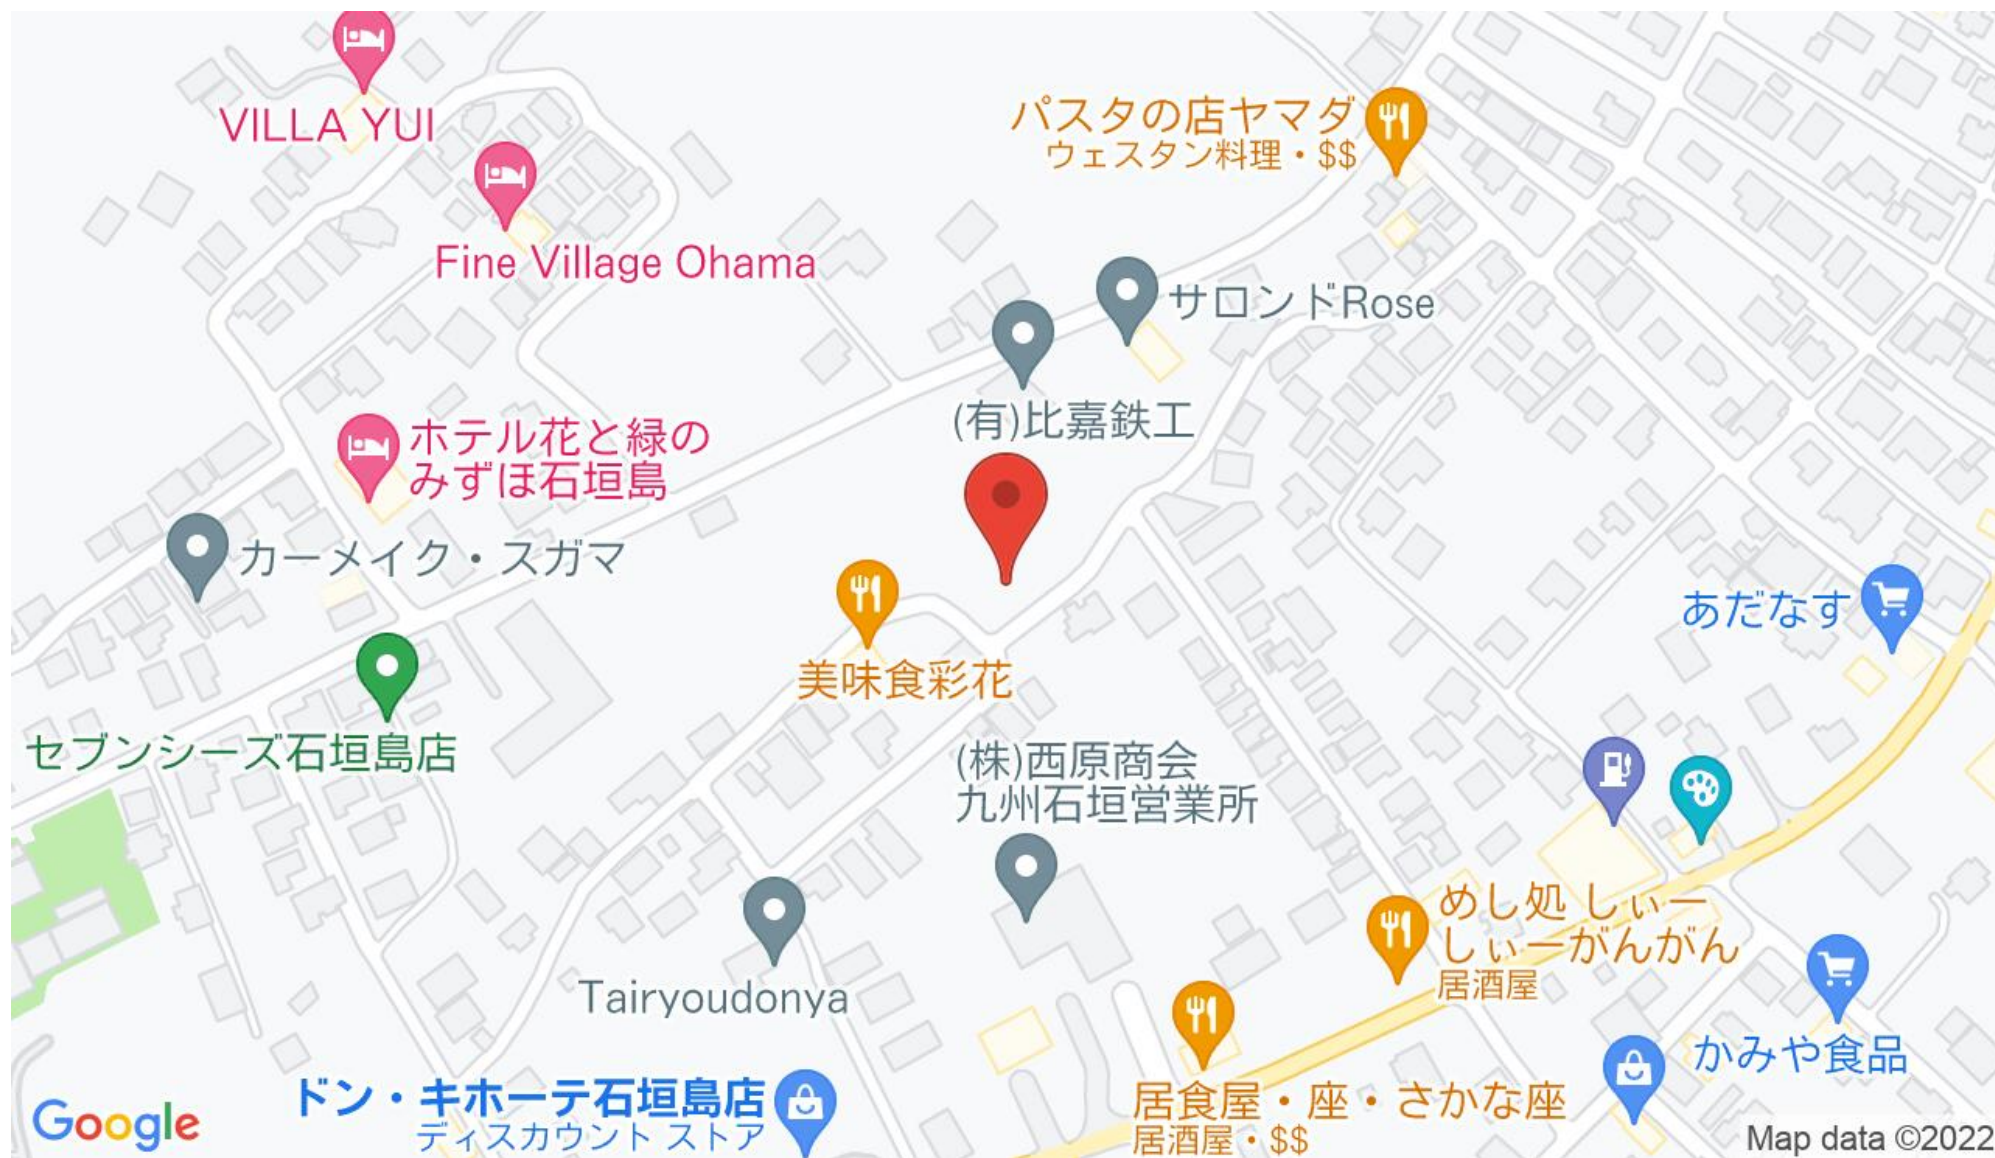 VILLA YUI
パスタの店ヤマダ
ウェスタン料理・$$
Fine Village Ohama
サロンドRose
(有)比嘉鉄工
ホテル花と緑の
みずほ石垣島
カーメイク・スガマ
あだなす
美味食彩花
セブンシーズ石垣島店
(株)西原商会
九州石垣営業所
めし処 しぃー
しぃーがんがん
居酒屋
Tairyoudonya
かみや食品
ドン・キホーテ石垣島店
ディスカウント ストア
居食屋・座・さかな座
居酒屋・$$
Google
Map data ©2022